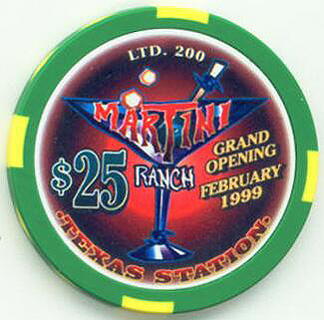 LTD. 200
MARTINI
RANCH
$25
GRAND
OPENING
FEBRUARY
1999
·TEXAS STATION·